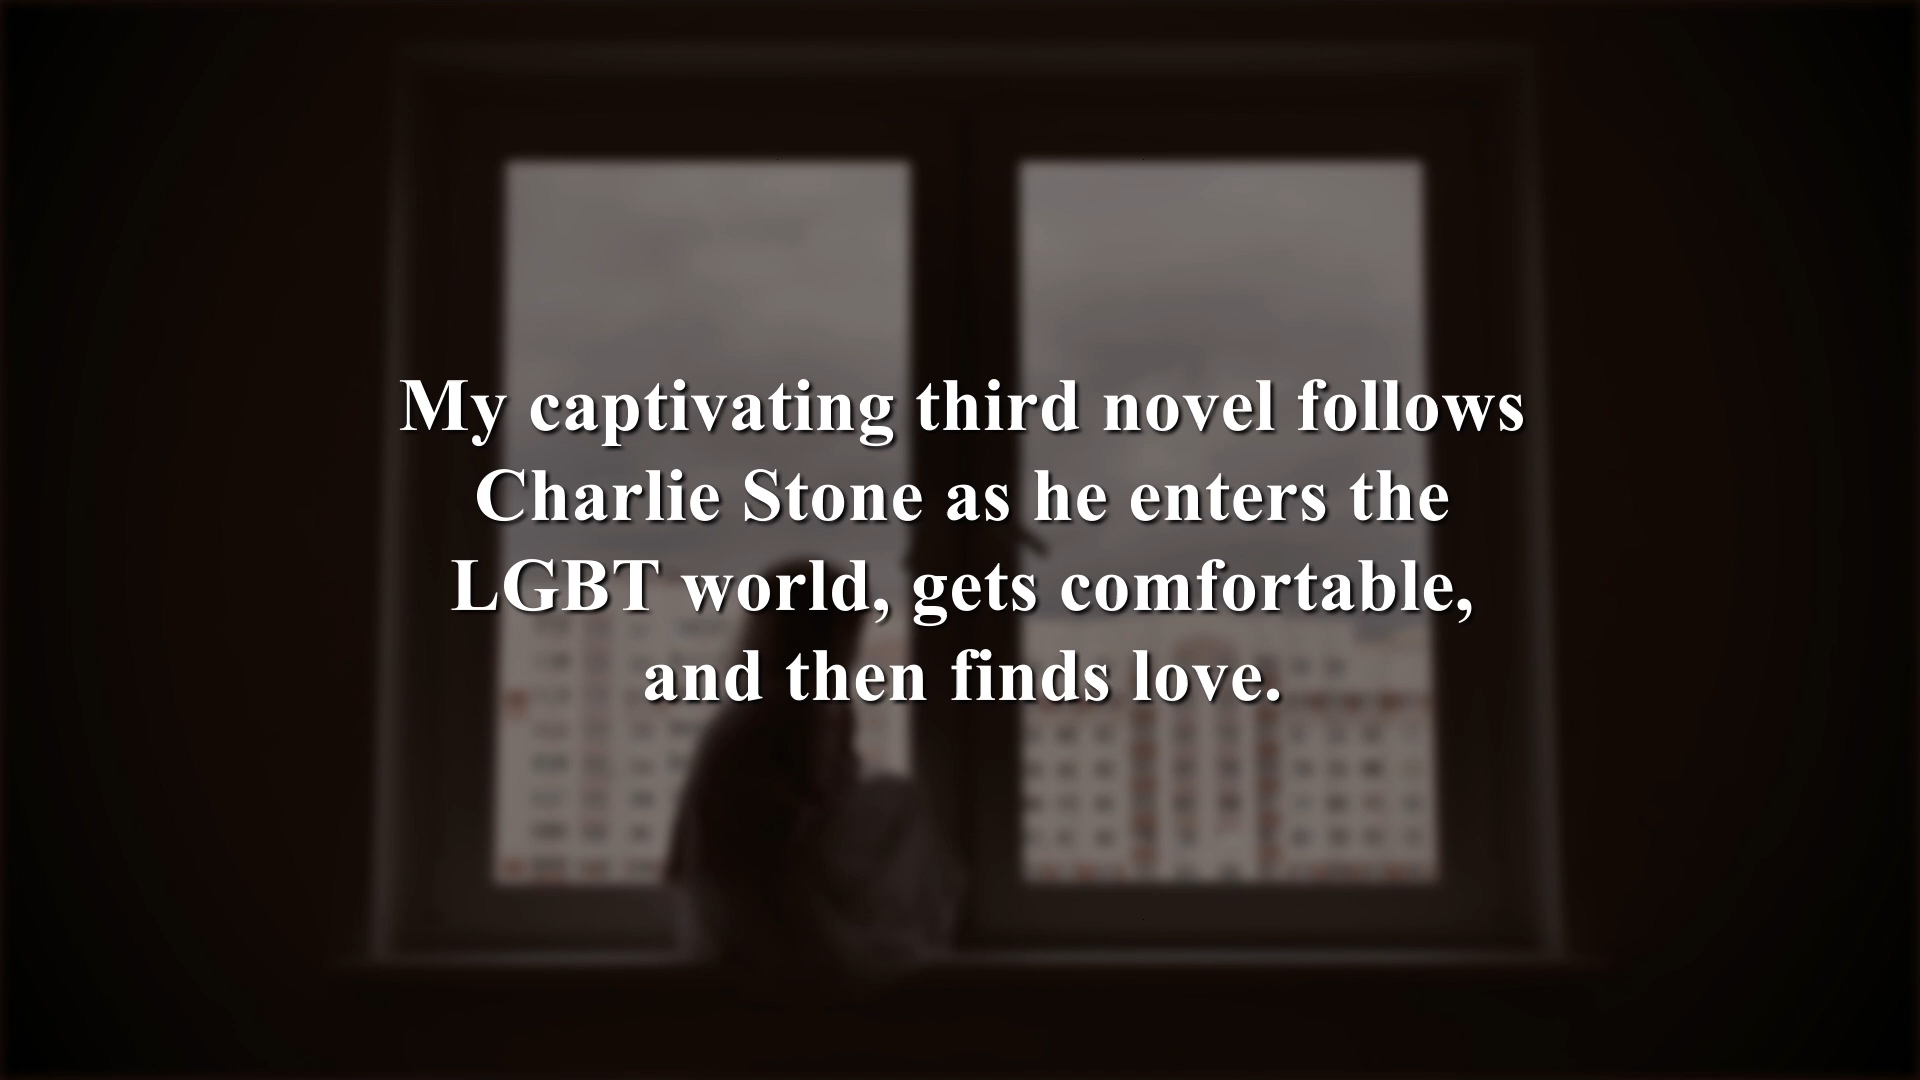 My captivating third novel follows
Charlie Stone as he enters the
LGBT world, gets comfortable,
and then finds love.